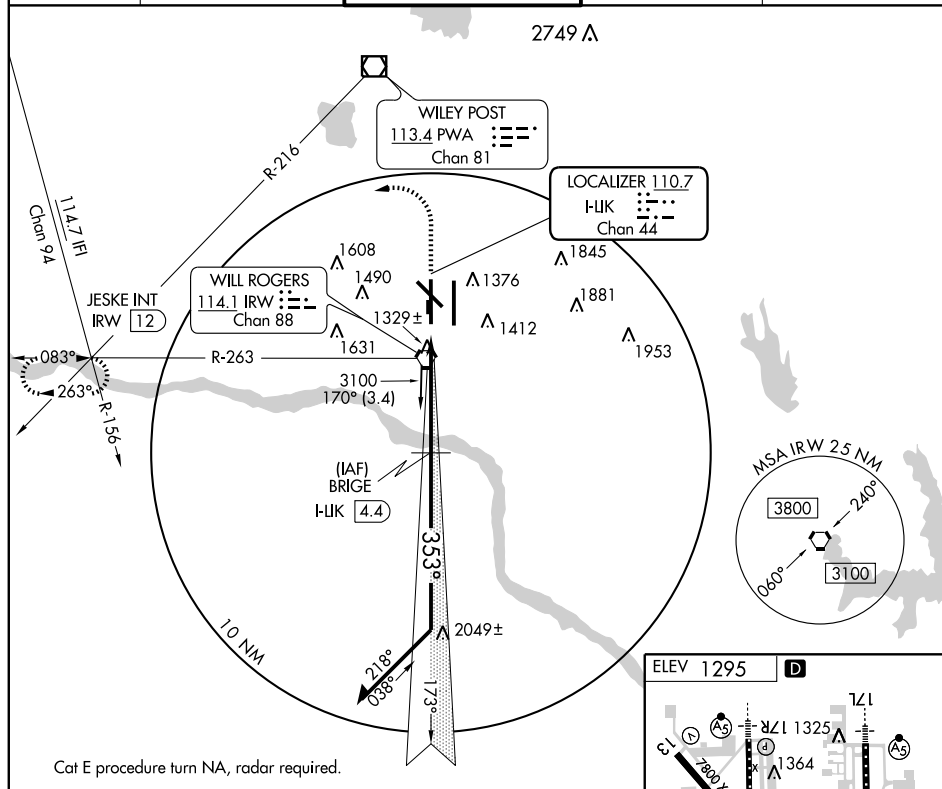 2749
WILEY POST
113.4 PWA
Chan 81
R-216
LOCALIZER 110.7
I-LIK
Chan 44
114.7 IFI
Chan 94
1608
1490
1376
1845
1881
WILL ROGERS
114.1 IRW
Chan 88
JESKE INT
IRW 12
1329±
1412
1631
1953
083°
R-263
263°
3100
170° (3.4)
R-156
(IAF)
BRIGE
I-LIK 4.4
MSA IRW 25 NM
3800
240°
060°
3100
353°
2049±
10 NM
218°
038°
173°
Cat E procedure turn NA, radar required.
ELEV 1295 D
17L
A5
17R
1325
A5
13
V
P
7800 X
X
1364